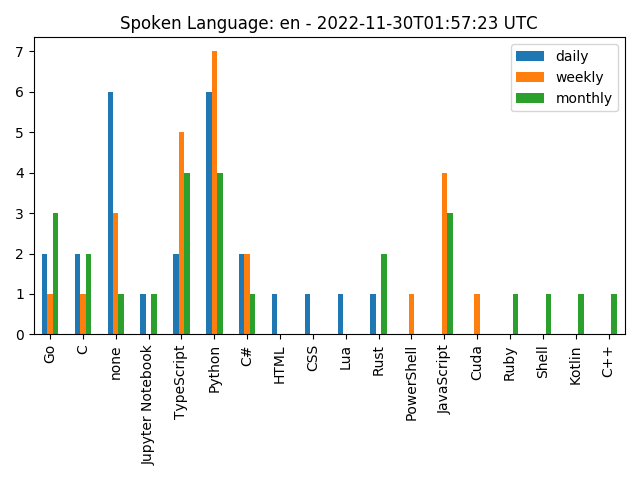 Spoken Language: en - 2022-11-30T01:57:23 UTC
daily
weekly
monthly
7
6
5
4
3
2
1
0
Go
C
none
Jupyter Notebook
TypeScript
Python
C#
HTML
CSS
Lua
Rust
PowerShell
JavaScript
Cuda
Ruby
Shell
Kotlin
C++